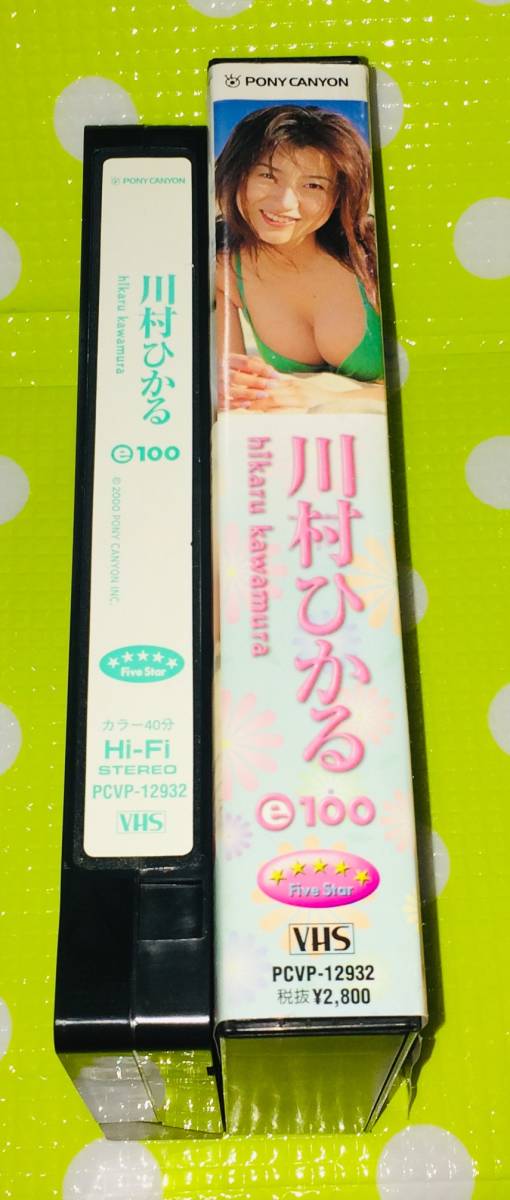 PONY CANYON
川村ひかる
hikaru kawamura
e100
© 2000 PONY CANYON INC.
Five Star
カラー40分
Hi-Fi
STEREO
PCVP-12932
VHS
PONY CANYON
川村ひかる
hikaru kawamura
e100
Five Star
VHS
PCVP-12932
税抜¥2,800